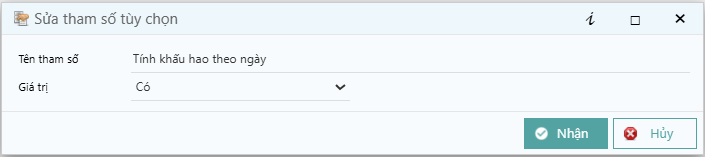 Sửa tham số tùy chọn
Tên tham số Tính khấu hao theo ngày
Giá trị Có
Nhận Hủy